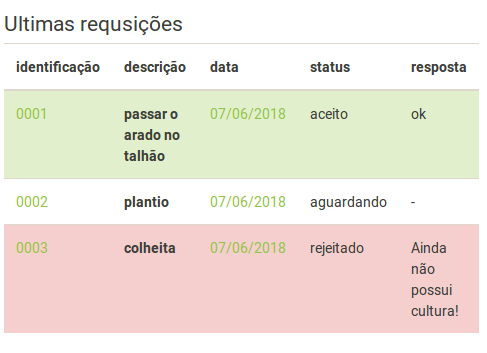 Ultimas requsições
identificação descrição data status resposta
0001 passar o 07/06/2018 aceito ok
arado no
talhão
0002 plantio 07/06/2018 aguardando -
0003 colheita 07/06/2018 rejeitado Ainda
não
possui
cultura!